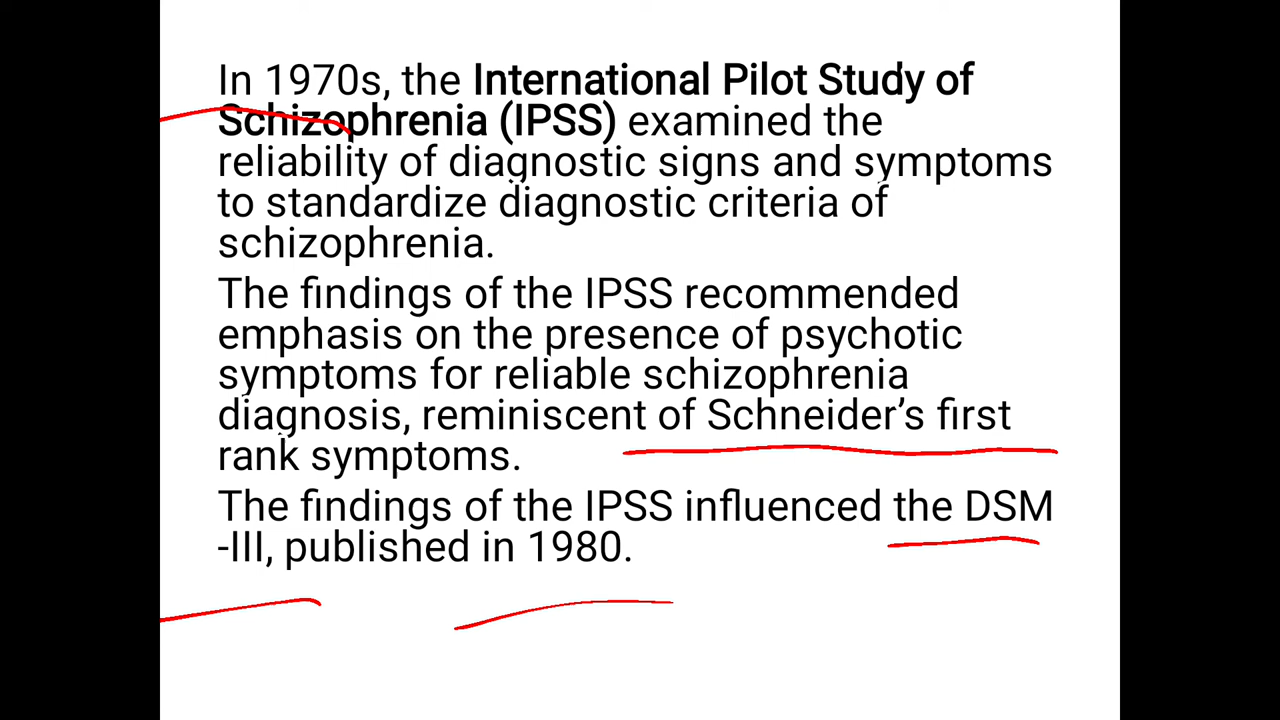 In 1970s, the International Pilot Study of
Schizophrenia (IPSS) examined the
reliability of diagnostic signs and symptoms
to standardize diagnostic criteria of
schizophrenia.
The findings of the IPSS recommended
emphasis on the presence of psychotic
symptoms for reliable schizophrenia
diagnosis, reminiscent of Schneider’s first
rank symptoms.
The findings of the IPSS influenced the DSM
-III, published in 1980.